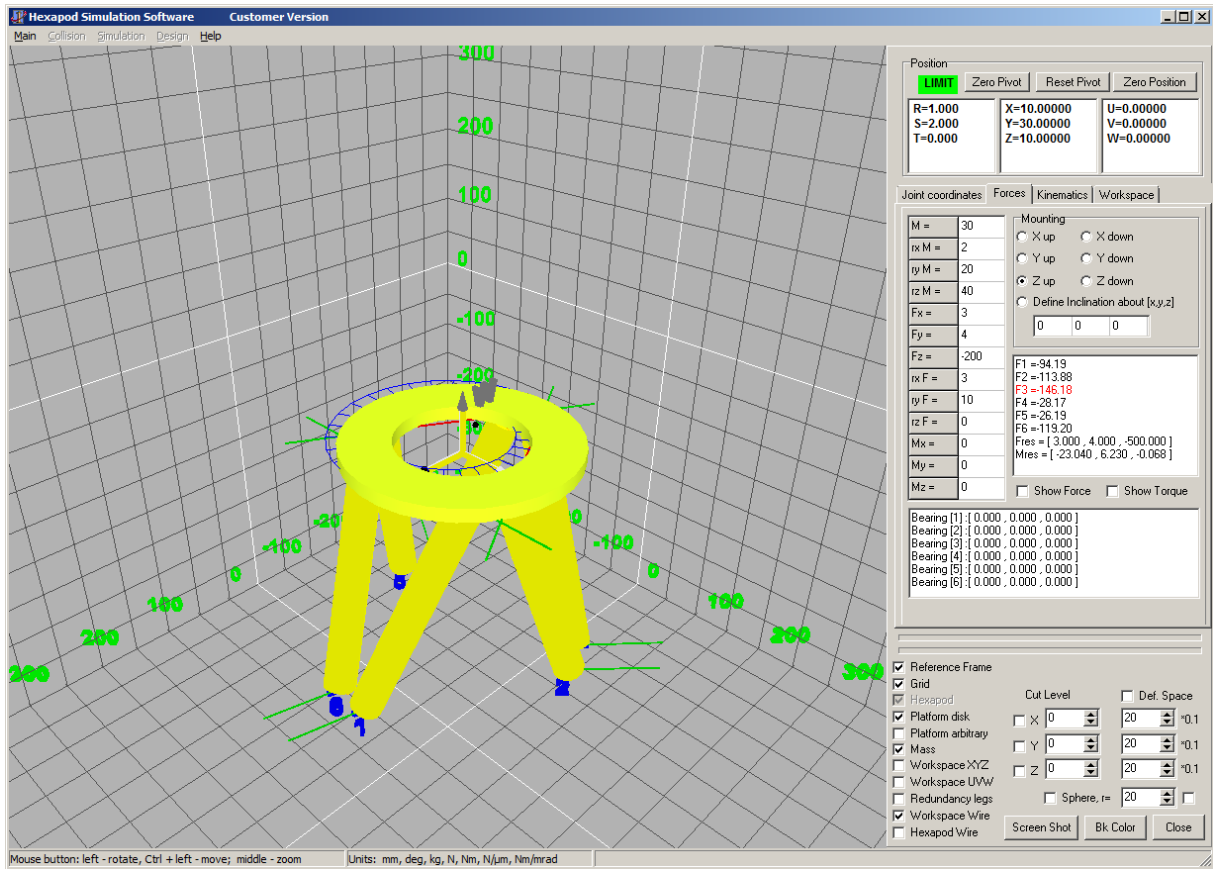 Hexapod Simulation Software Customer Version
Main Collision Simulation Design Help
300
200
100
0
-100
-200
-100
0
100
200
300
-100
0
100
200
300
6
1
2
Position
LIMIT Zero Pivot Reset Pivot Zero Position
R=1.000 X=10.00000 U=0.00000
S=2.000 Y=30.00000 V=0.00000
T=0.000 Z=10.00000 W=0.00000
Joint coordinates Forces Kinematics Workspace
M = 30
rx M = 2
ry M = 20
rz M = 40
Fx = 3
Fy = 4
Fz = -200
rx F = 3
ry F = 10
rz F = 0
Mx = 0
My = 0
Mz = 0
Mounting
X up X down
Y up Y down
Z up Z down
Define Inclination about [x,y,z]
0 0 0
F1 =-94.19
F2 =-113.88
F3 =-146.18
F4 =-28.17
F5 =-26.19
F6 =-119.20
Fres = [ 3.000 , 4.000 , -500.000 ]
Mres = [ -23.040 , 6.230 , -0.068 ]
Show Force Show Torque
Bearing [1] :[ 0.000 , 0.000 , 0.000 ]
Bearing [2] :[ 0.000 , 0.000 , 0.000 ]
Bearing [3] :[ 0.000 , 0.000 , 0.000 ]
Bearing [4] :[ 0.000 , 0.000 , 0.000 ]
Bearing [5] :[ 0.000 , 0.000 , 0.000 ]
Bearing [6] :[ 0.000 , 0.000 , 0.000 ]
Reference Frame
Grid
Hexapod
Platform disk
Platform arbitrary
Mass
Workspace XYZ
Workspace UVW
Redundancy legs
Workspace Wire
Hexapod Wire
Cut Level Def. Space
X 0 20 *0.1
Y 0 20 *0.1
Z 0 20 *0.1
Sphere, r= 20
Screen Shot Bk Color Close
Mouse button: left - rotate, Ctrl + left - move; middle - zoom
Units: mm, deg, kg, N, Nm, N/µm, Nm/mrad